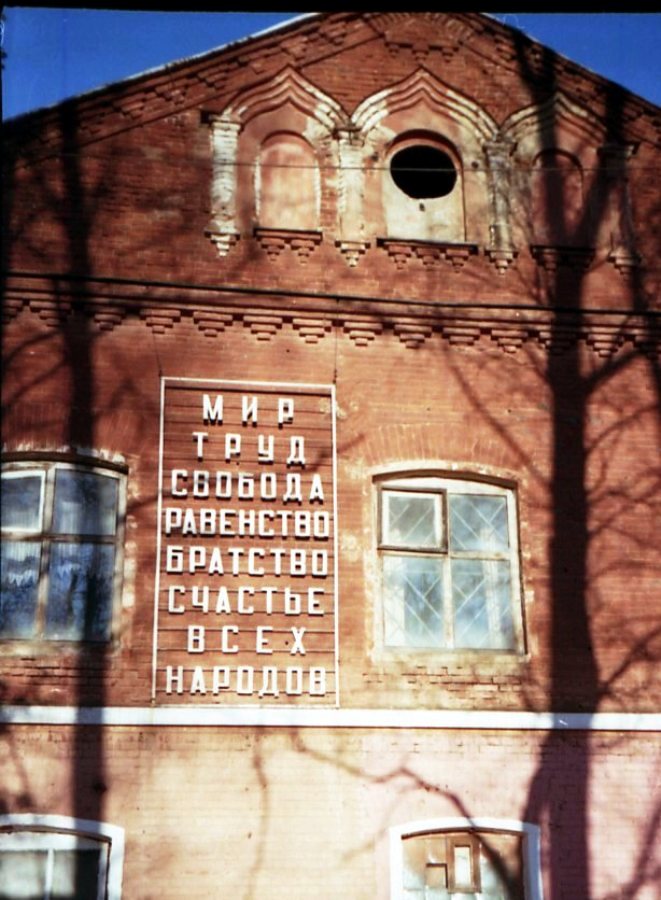 МИР
ТРУД
СВОБОДА
РАВЕНСТВО
БРАТСТВО
СЧАСТЬЕ
ВСЕХ
НАРОДОВ